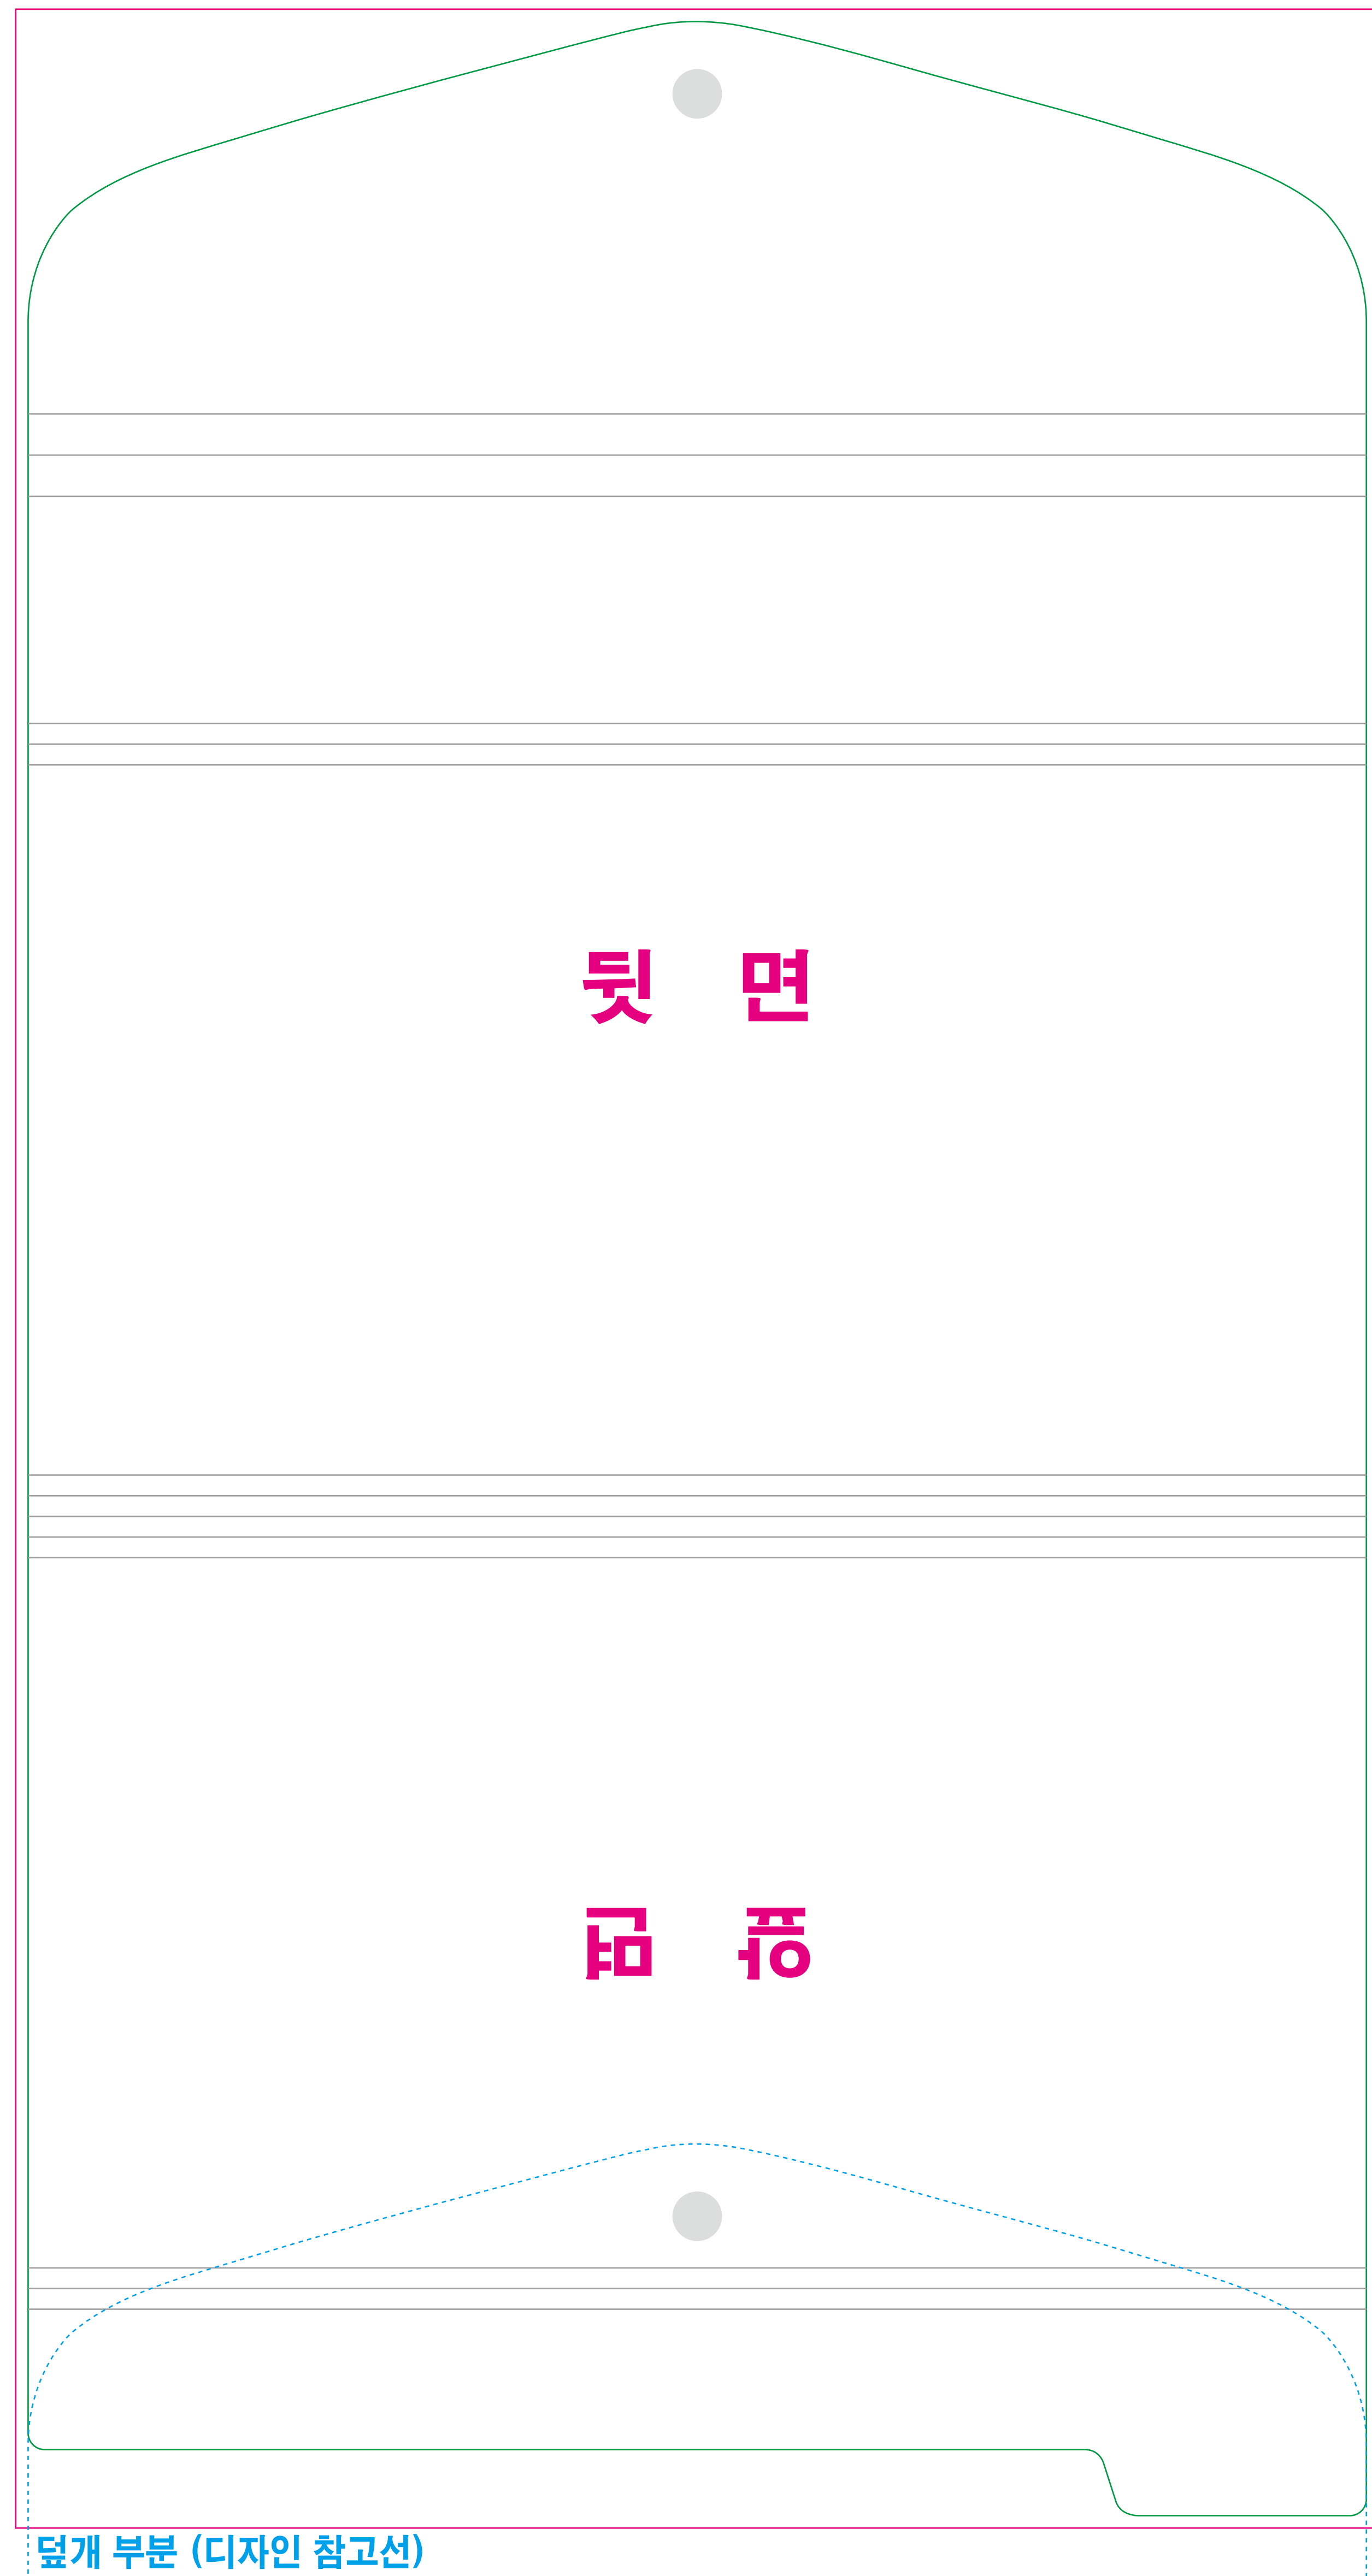 뒷 면
앞 면
덮개 부분 (디자인 참고선)